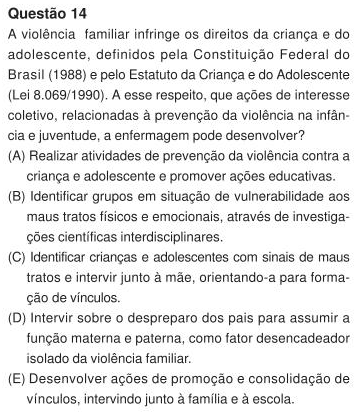 Questão 14
A violência familiar infringe os direitos da criança e do
adolescente, definidos pela Constituição Federal do
Brasil (1988) e pelo Estatuto da Criança e do Adolescente
(Lei 8.069/1990). A esse respeito, que ações de interesse
coletivo, relacionadas à prevenção da violência na infân-
cia e juventude, a enfermagem pode desenvolver?
(A) Realizar atividades de prevenção da violência contra a
criança e adolescente e promover ações educativas.
(B) Identificar grupos em situação de vulnerabilidade aos
maus tratos físicos e emocionais, através de investiga-
ções científicas interdisciplinares.
(C) Identificar crianças e adolescentes com sinais de maus
tratos e intervir junto à mãe, orientando-a para forma-
ção de vínculos.
(D) Intervir sobre o despreparo dos pais para assumir a
função materna e paterna, como fator desencadeador
isolado da violência familiar.
(E) Desenvolver ações de promoção e consolidação de
vínculos, intervindo junto à família e à escola.